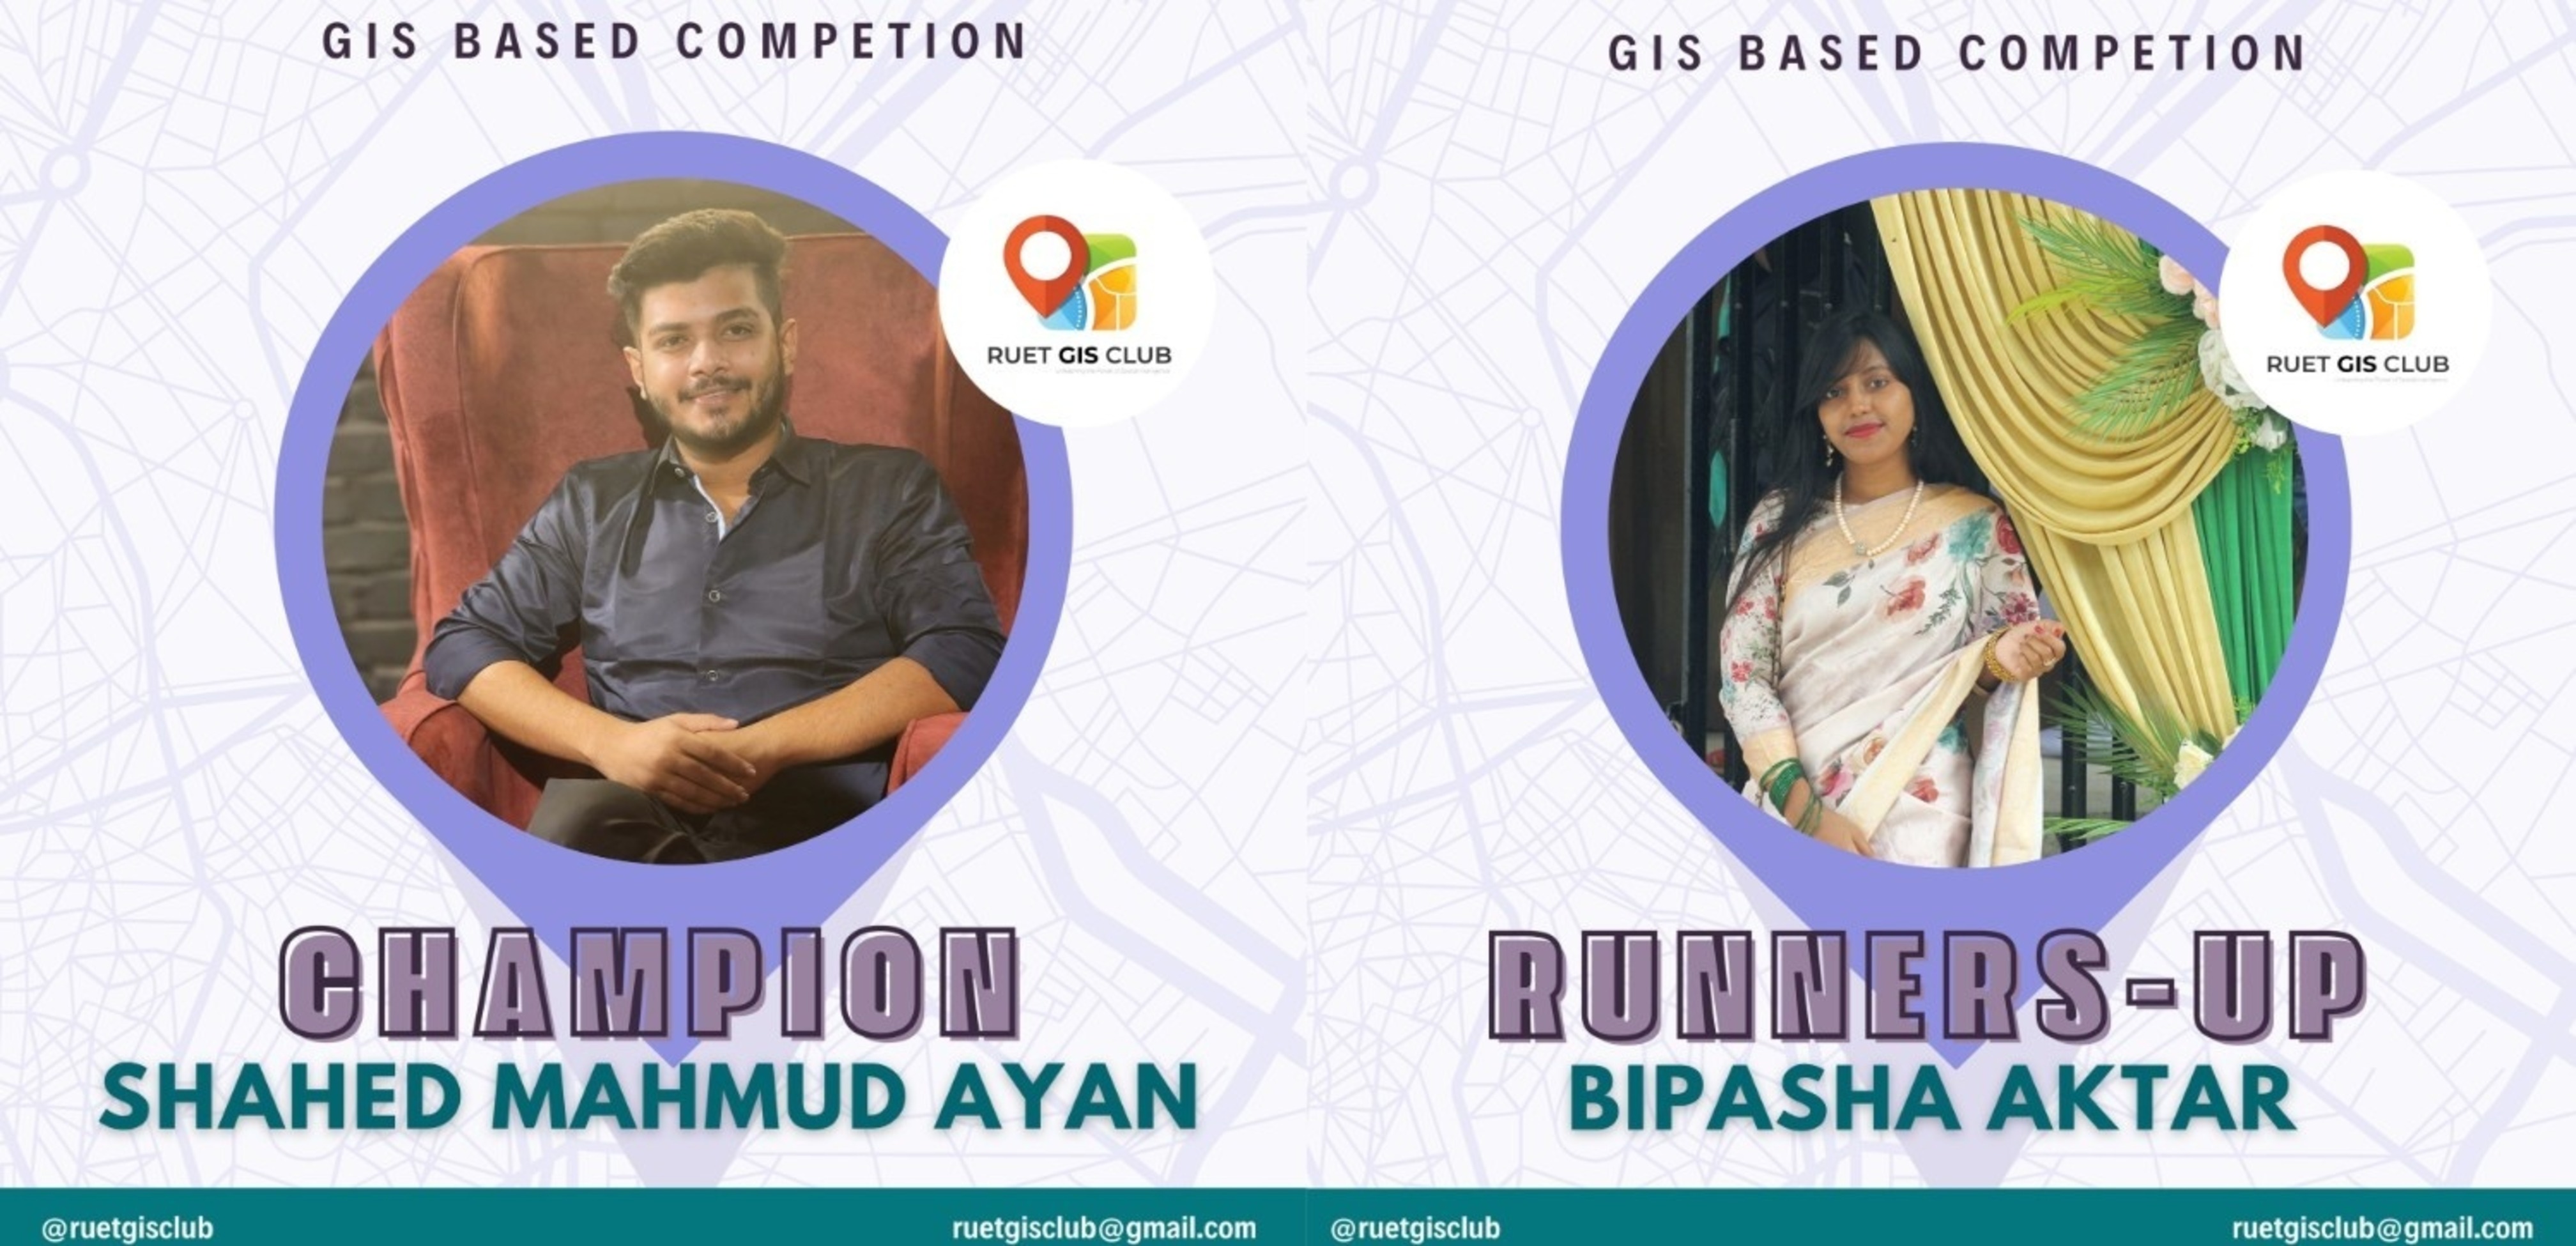 GIS BASED COMPETION
RUET GIS CLUB
CHAMPION
SHAHED MAHMUD AYAN
@ruetgisclub
ruetgisclub@gmail.com
GIS BASED COMPETION
RUET GIS CLUB
RUNNERS-UP
BIPASHA AKTAR
@ruetgisclub
ruetgisclub@gmail.com